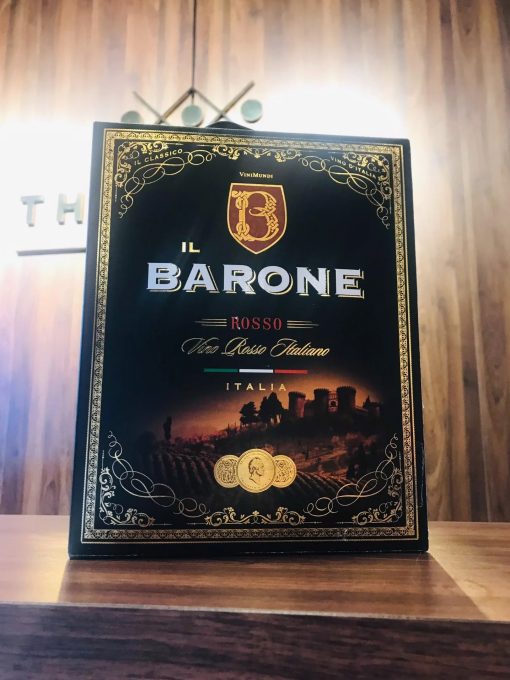 TH
IL CLASSICO
VINO D'ITALIA
VINIMUNDI
B
IL
BARONE
ROSSO
Vino Rosso Italiano
ITALIA